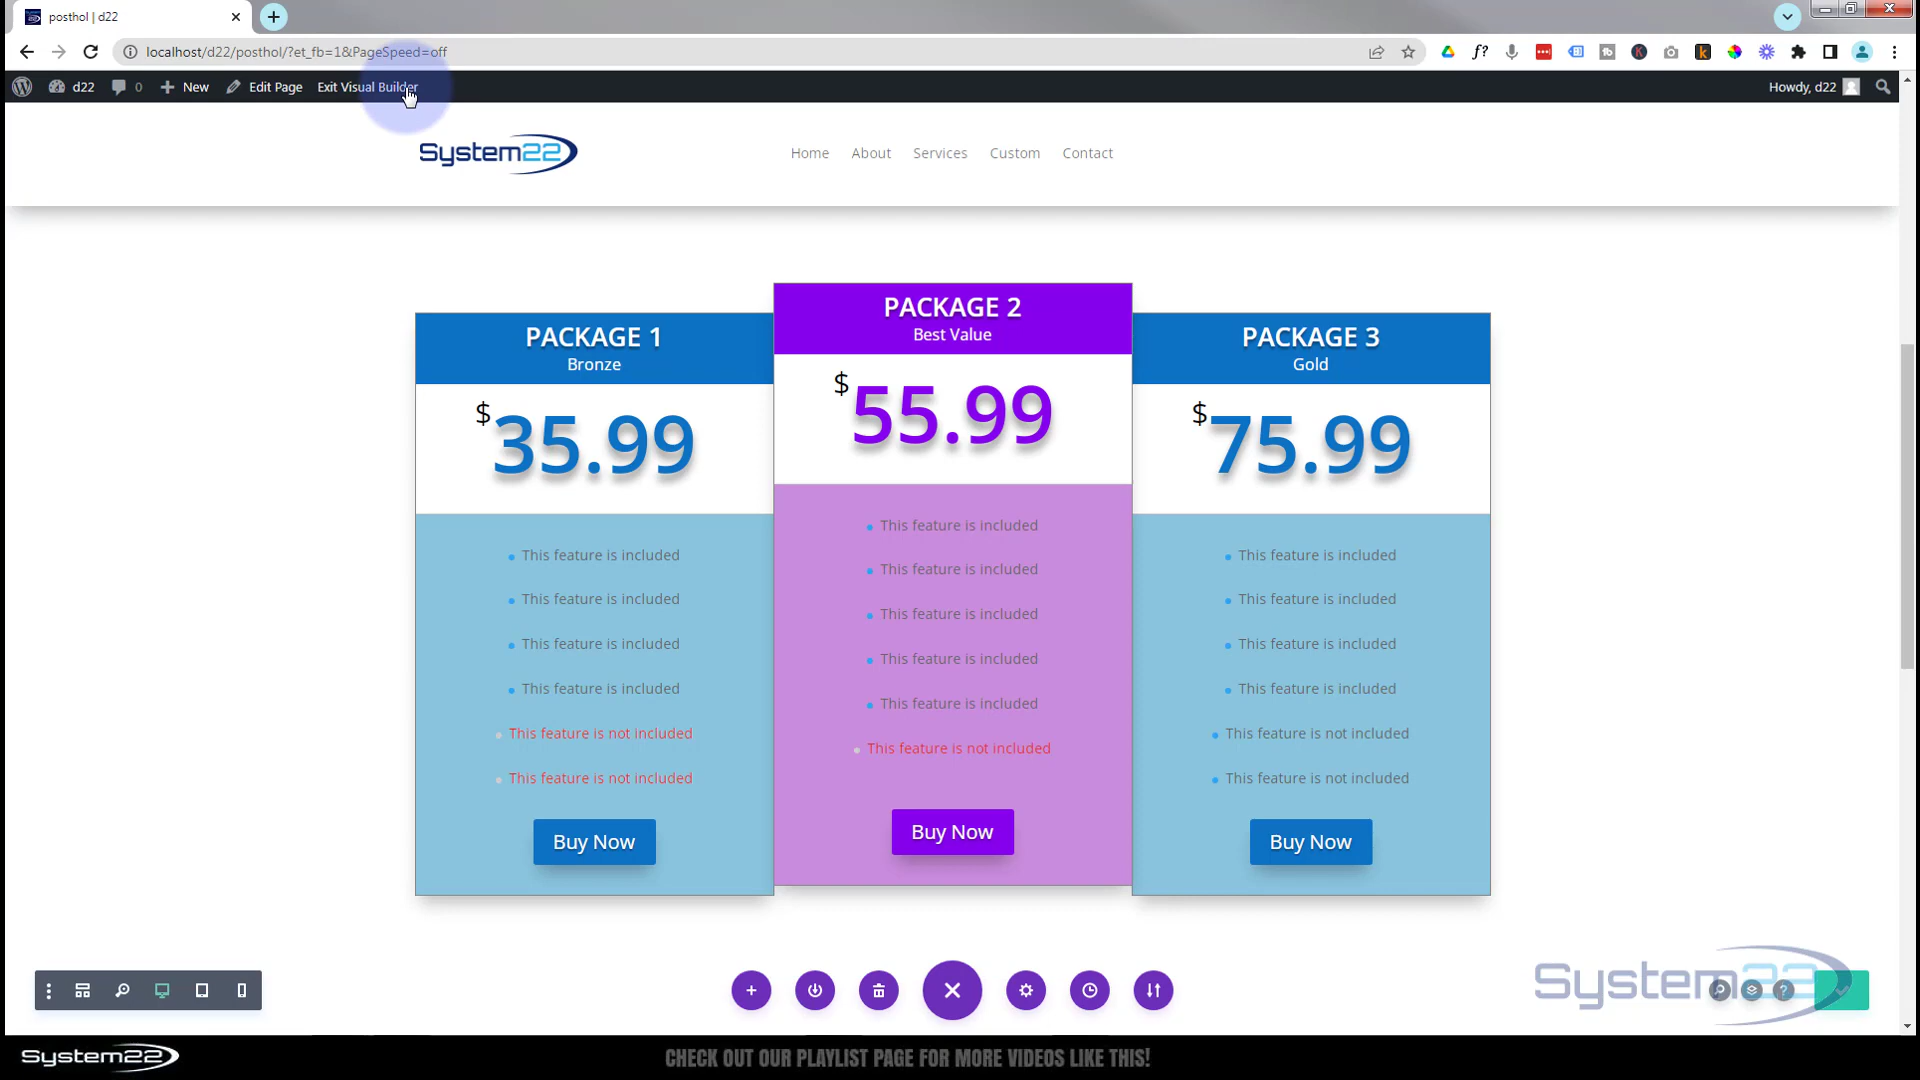 posthol | d22
localhost/d22/posthol/?et_fb=1&PageSpeed=off
d22 0 New Edit Page Exit Visual Builder Howdy, d22
System22
Home About Services Custom Contact
PACKAGE 1
Bronze
$35.99
This feature is included
This feature is included
This feature is included
This feature is included
This feature is not included
This feature is not included
Buy Now
PACKAGE 2
Best Value
$55.99
This feature is included
This feature is included
This feature is included
This feature is included
This feature is included
This feature is not included
Buy Now
PACKAGE 3
Gold
$75.99
This feature is included
This feature is included
This feature is included
This feature is included
This feature is not included
This feature is not included
Buy Now
System22
System22
CHECK OUT OUR PLAYLIST PAGE FOR MORE VIDEOS LIKE THIS!